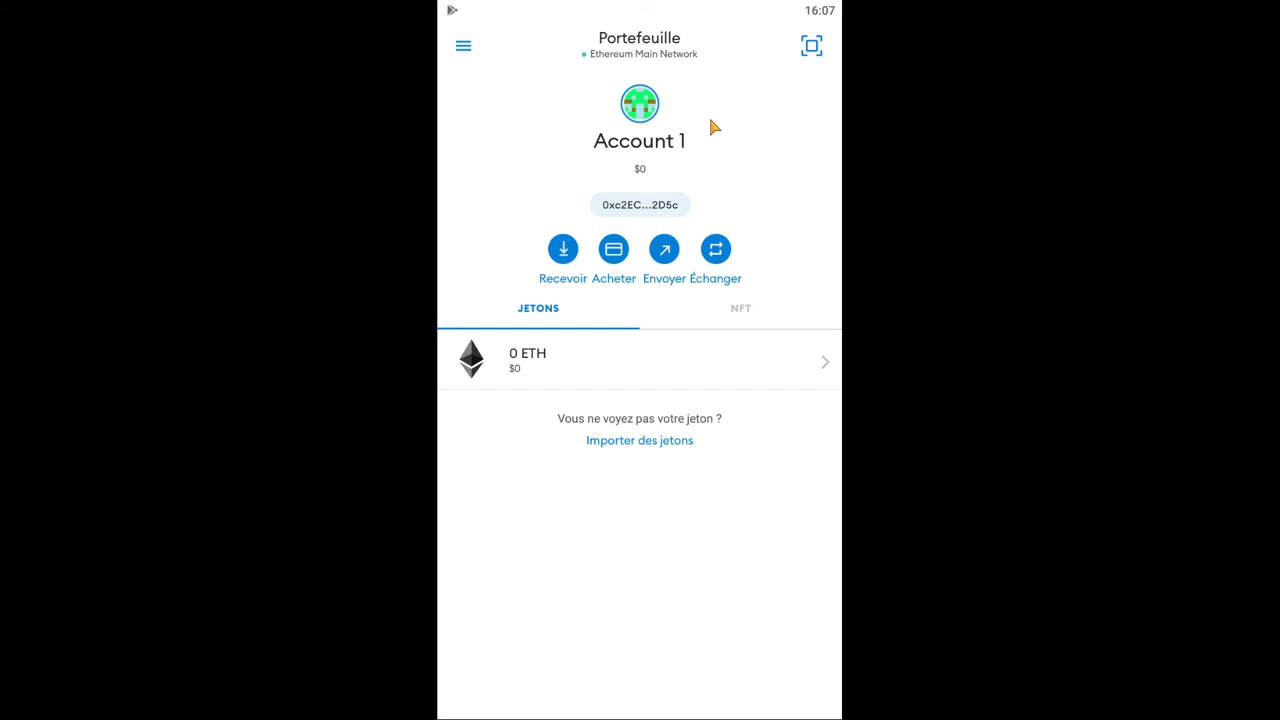 16:07
Portefeuille
Ethereum Main Network
Account 1
$0
0xc2EC...2D5c
Recevoir Acheter Envoyer Échanger
JETONS NFT
0 ETH
$0
Vous ne voyez pas votre jeton ?
Importer des jetons